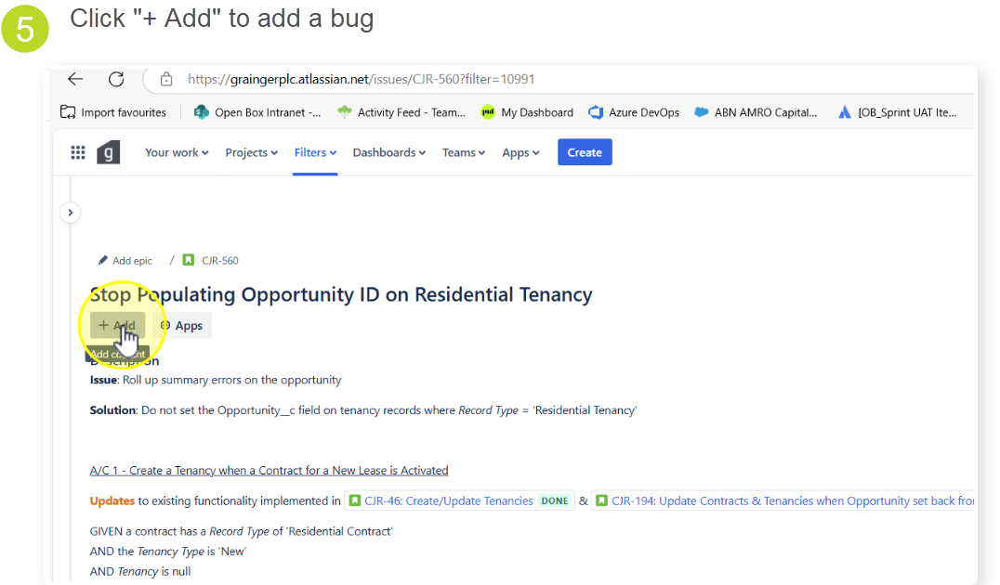 5 Click "+ Add" to add a bug
https://graingerplc.atlassian.net/issues/CJR-560?filter=10991
Import favourites Open Box Intranet -... Activity Feed - Team... My Dashboard Azure DevOps ABN AMRO Capital... [OB_Sprint UAT Ite...
g Your work Projects Filters Dashboards Teams Apps Create
Add epic / CJR-560
Stop Populating Opportunity ID on Residential Tenancy
+ Add Apps
Description
Issue: Roll up summary errors on the opportunity
Solution: Do not set the Opportunity__c field on tenancy records where Record Type = 'Residential Tenancy'
A/C 1 - Create a Tenancy when a Contract for a New Lease is Activated
Updates to existing functionality implemented in CJR-46: Create/Update Tenancies DONE & CJR-194: Update Contracts & Tenancies when Opportunity set back fro
GIVEN a contract has a Record Type of 'Residential Contract'
AND the Tenancy Type is 'New'
AND Tenancy is null